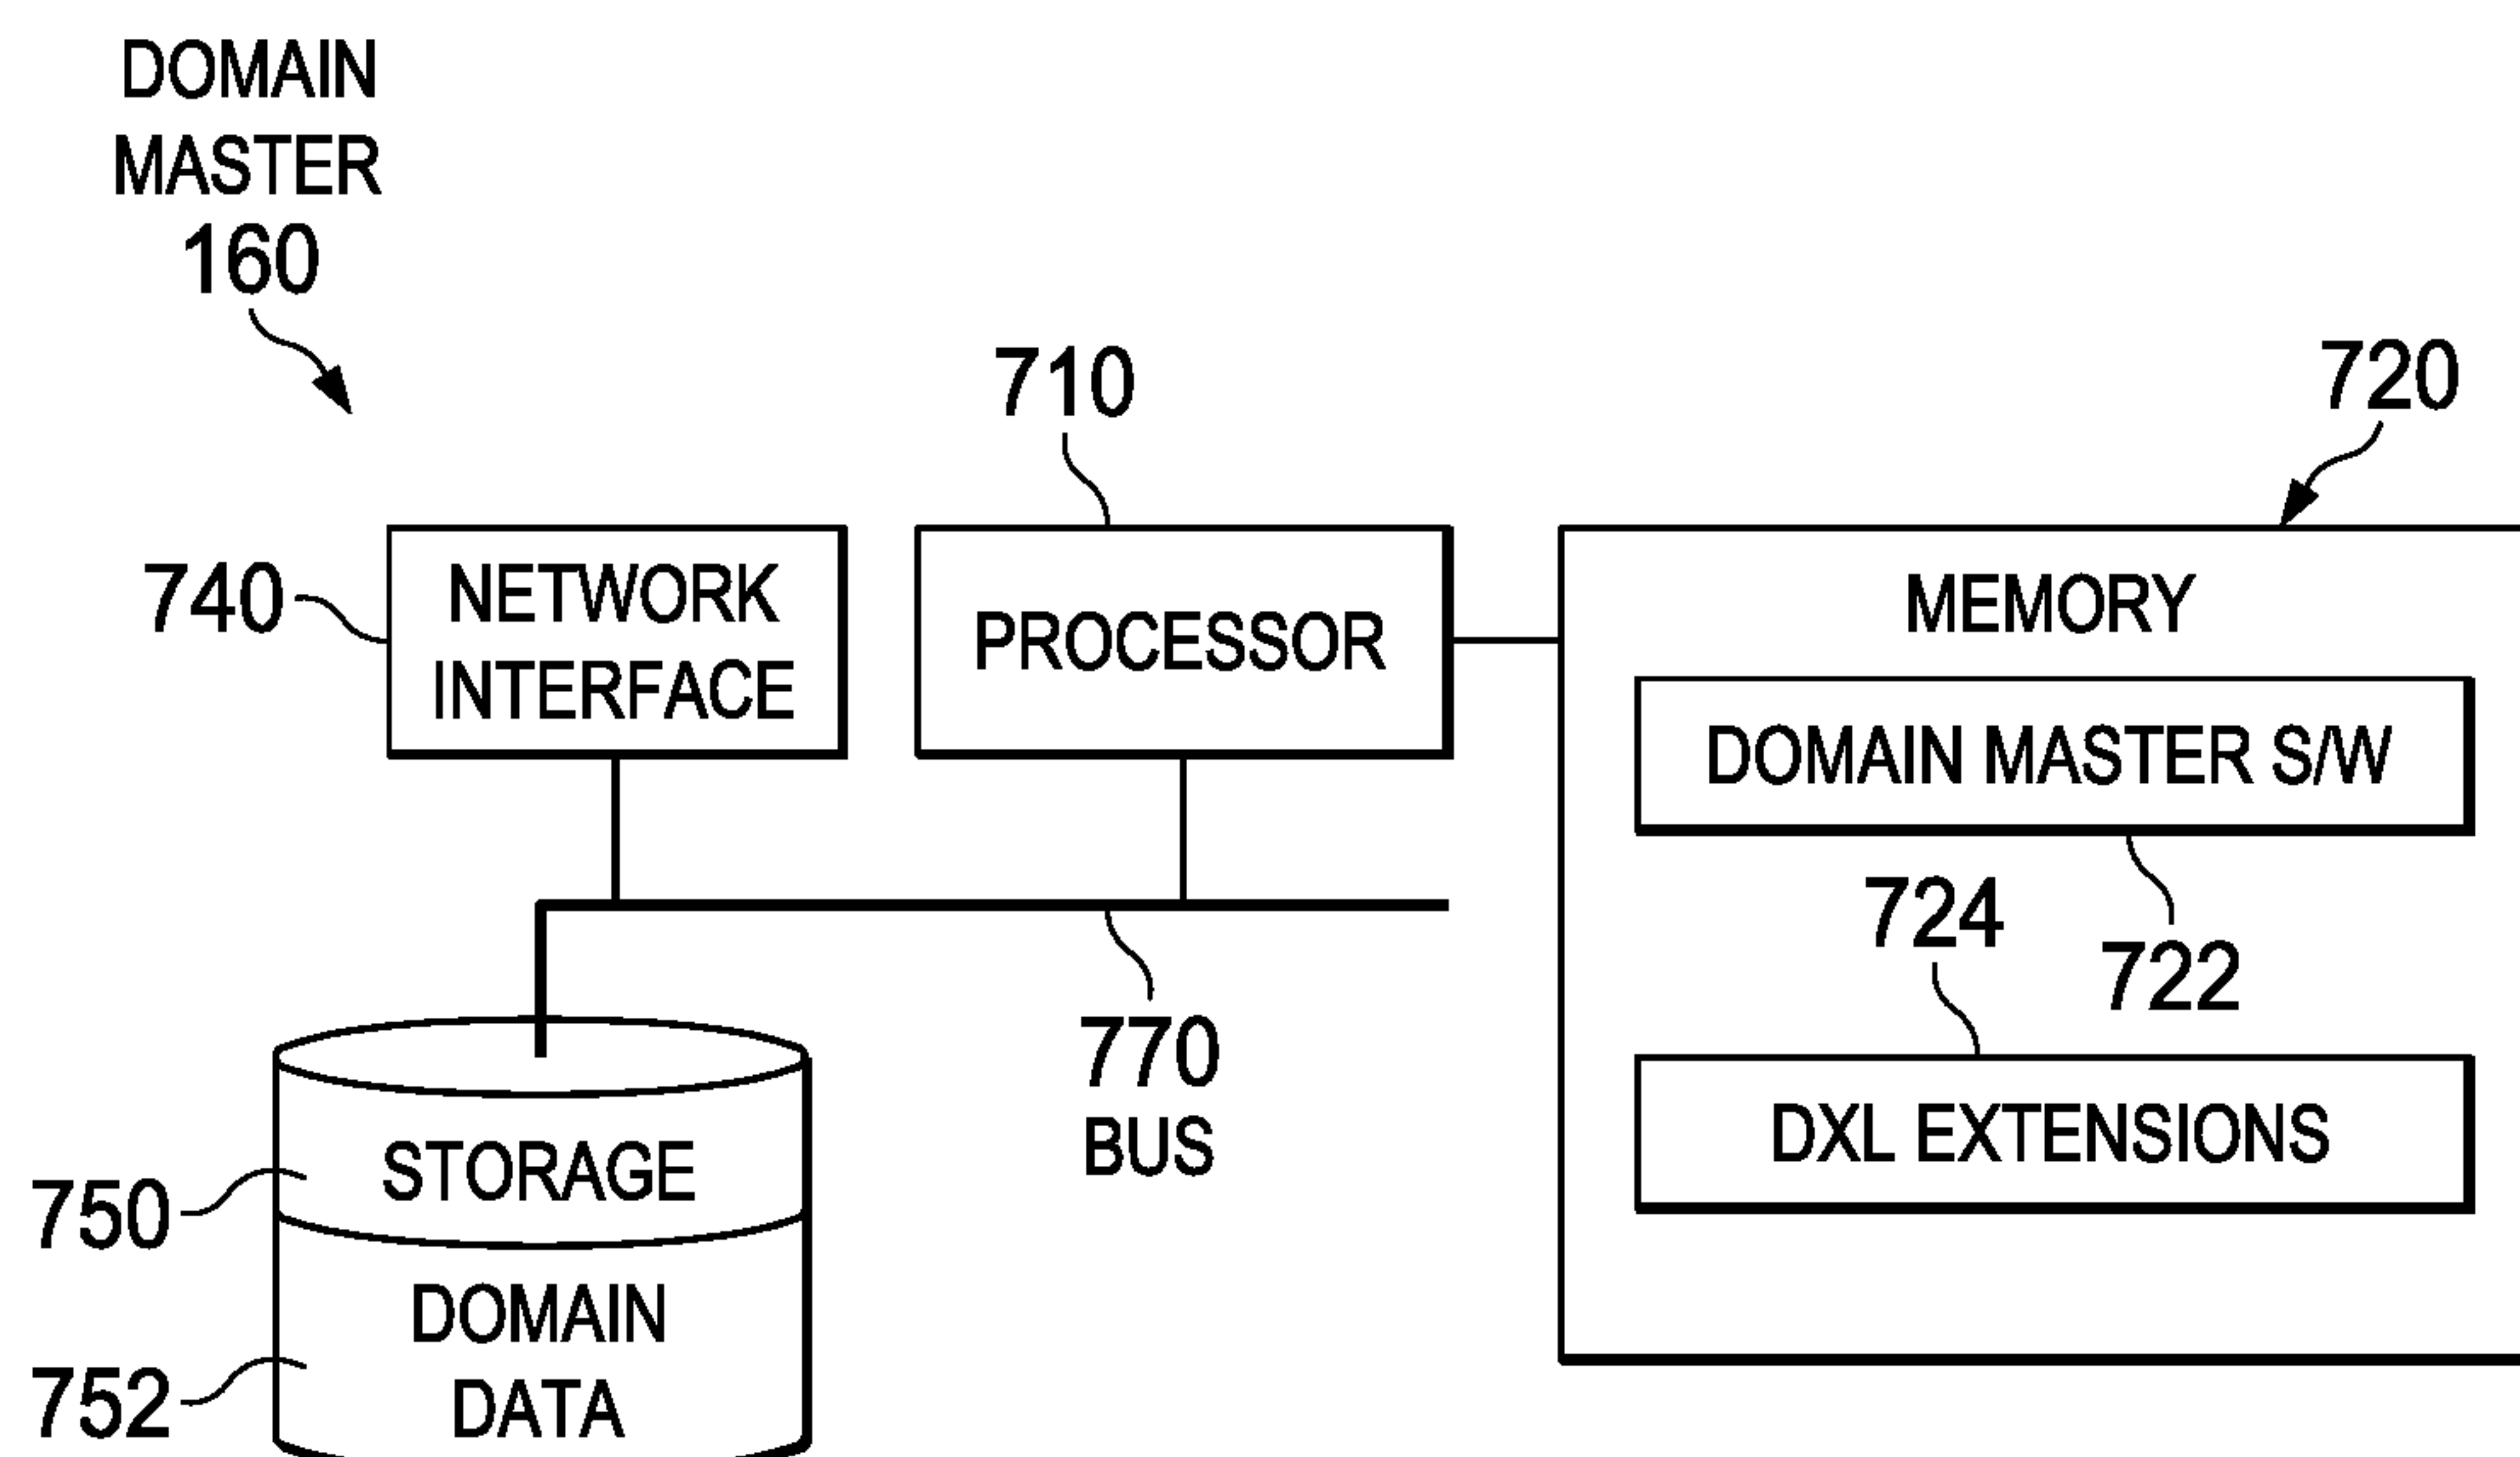 DOMAIN
MASTER
160
710
720
740
NETWORK
INTERFACE
PROCESSOR
MEMORY
DOMAIN MASTER S/W
724
722
770
BUS
DXL EXTENSIONS
750
STORAGE
752
DOMAIN
DATA